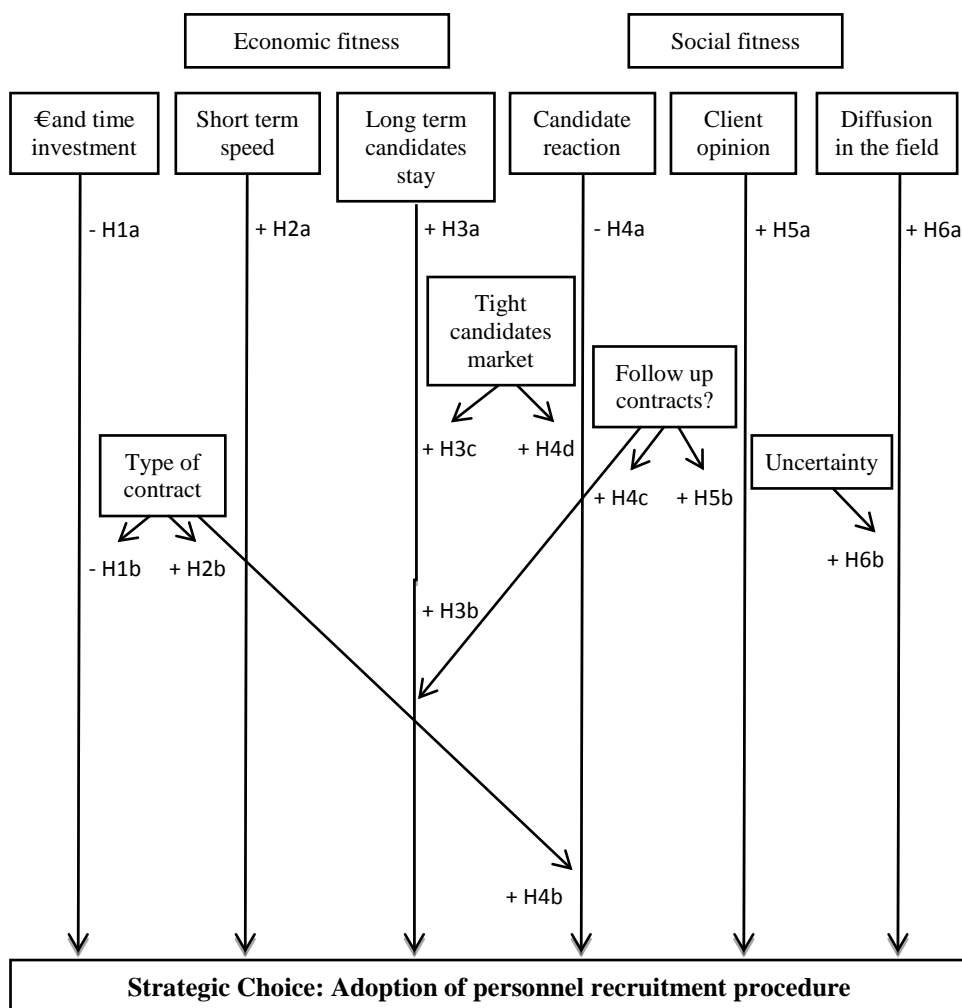 Economic fitness
Social fitness
€and time
investment
Short term
speed
Long term
candidates
stay
Candidate
reaction
Client
opinion
Diffusion
in the field
- H1a
+ H2a
+ H3a
- H4a
+ H5a
+ H6a
Tight
candidates
market
Follow up
contracts?
+ H3c
+ H4d
Type of
contract
Uncertainty
+ H4c
+ H5b
- H1b
+ H2b
+ H6b
+ H3b
+ H4b
Strategic Choice: Adoption of personnel recruitment procedure